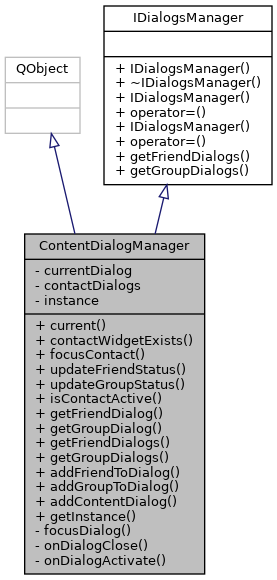 IDialogsManager
+ IDialogsManager()
+ ~IDialogsManager()
+ IDialogsManager()
+ operator=()
+ IDialogsManager()
+ operator=()
+ getFriendDialogs()
+ getGroupDialogs()
QObject
ContentDialogManager
- currentDialog
- contactDialogs
- instance
+ current()
+ contactWidgetExists()
+ focusContact()
+ updateFriendStatus()
+ updateGroupStatus()
+ isContactActive()
+ getFriendDialog()
+ getGroupDialog()
+ getFriendDialogs()
+ getGroupDialogs()
+ addFriendToDialog()
+ addGroupToDialog()
+ addContentDialog()
+ getInstance()
- focusDialog()
- onDialogClose()
- onDialogActivate()